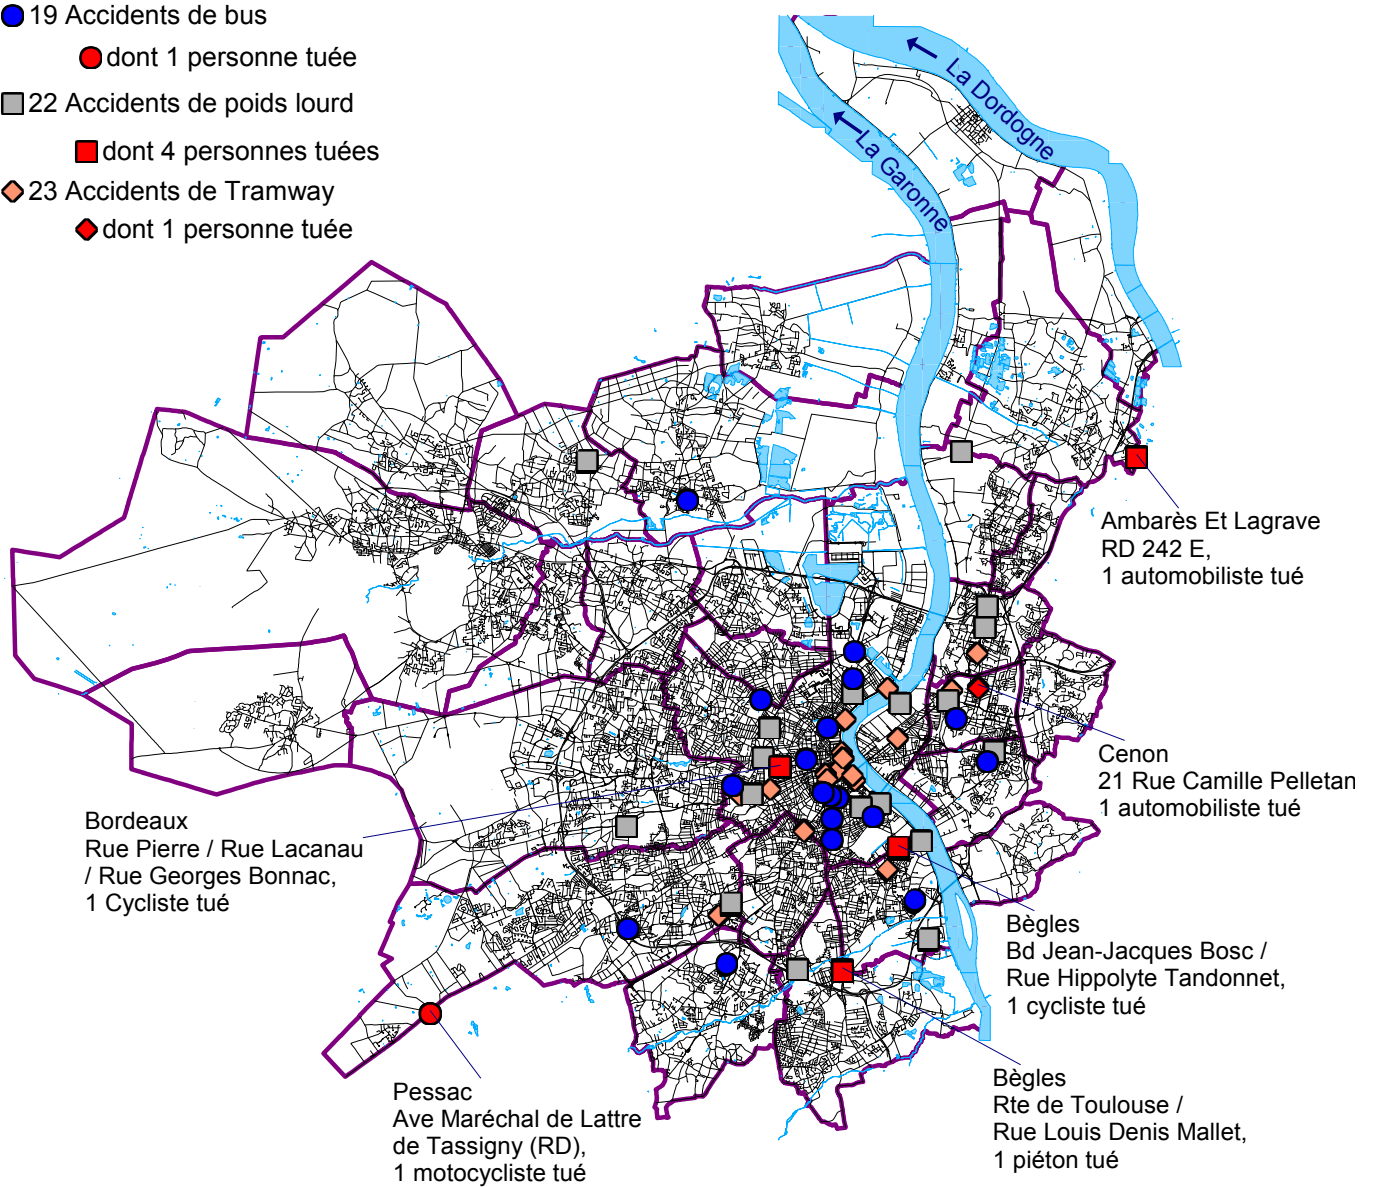 19 Accidents de bus
dont 1 personne tuée
22 Accidents de poids lourd
dont 4 personnes tuées
23 Accidents de Tramway
dont 1 personne tuée
La Dordogne
La Garonne
Ambarès Et Lagrave
RD 242 E,
1 automobiliste tué
Cenon
21 Rue Camille Pelletan
1 automobiliste tué
Bordeaux
Rue Pierre / Rue Lacanau
/ Rue Georges Bonnac,
1 Cycliste tué
Bègles
Bd Jean-Jacques Bosc /
Rue Hippolyte Tandonnet,
1 cycliste tué
Pessac
Ave Maréchal de Lattre
de Tassigny (RD),
1 motocycliste tué
Bègles
Rte de Toulouse /
Rue Louis Denis Mallet,
1 piéton tué